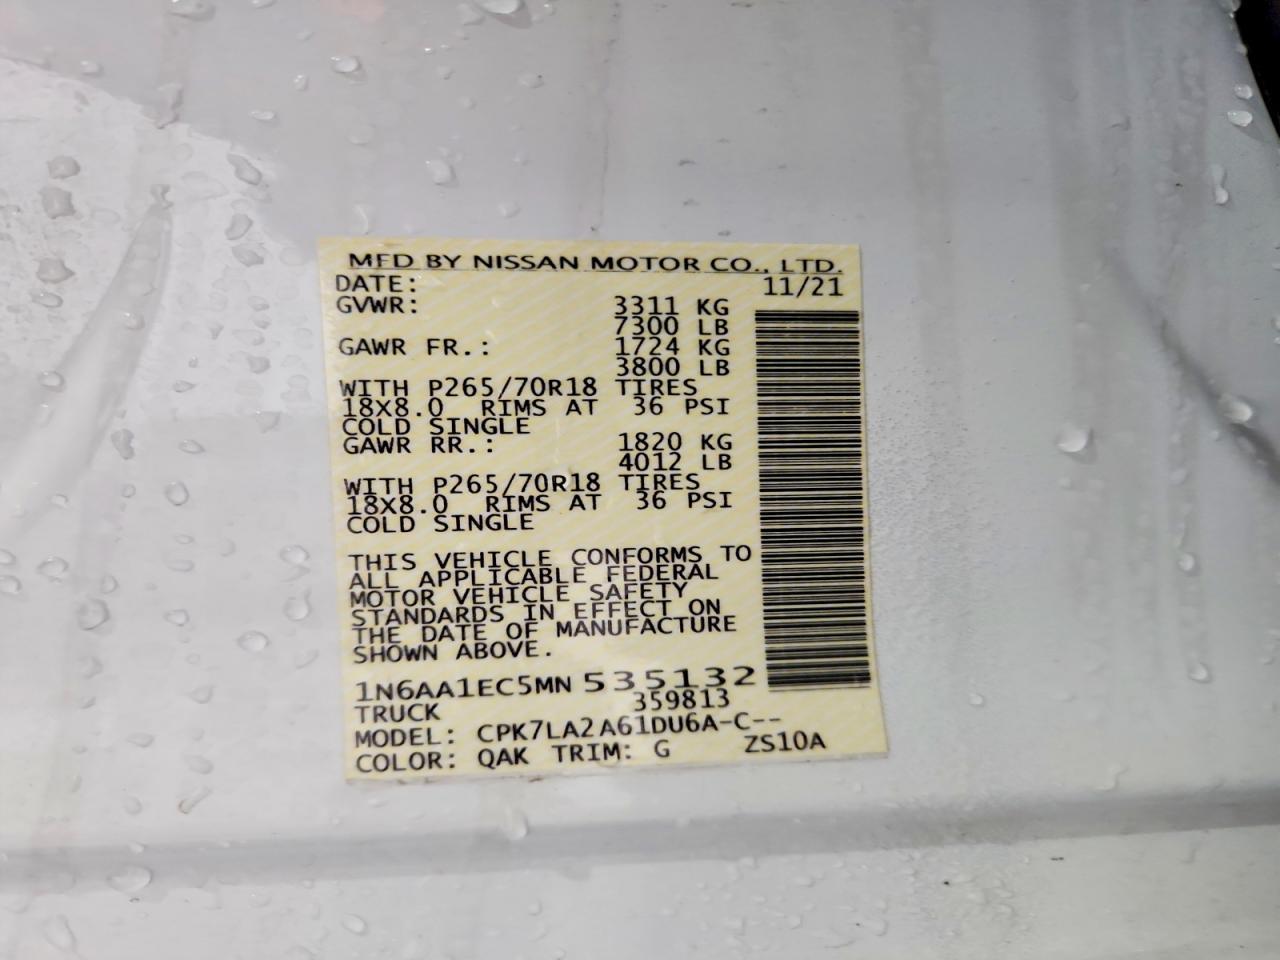 MFD BY NISSAN MOTOR CO., LTD.
DATE: 11/21
GVWR: 3311 KG
7300 LB
GAWR FR.: 1724 KG
3800 LB
WITH P265/70R18 TIRES
18X8.0 RIMS AT 36 PSI
COLD SINGLE
GAWR RR.: 1820 KG
4012 LB
WITH P265/70R18 TIRES
18X8.0 RIMS AT 36 PSI
COLD SINGLE
THIS VEHICLE CONFORMS TO
ALL APPLICABLE FEDERAL
MOTOR VEHICLE SAFETY
STANDARDS IN EFFECT ON
THE DATE OF MANUFACTURE
SHOWN ABOVE.
1N6AA1EC5MN 535132
TRUCK 359813
MODEL: CPK7LA2 A61DU6A-C--
COLOR: QAK TRIM: G ZS10A